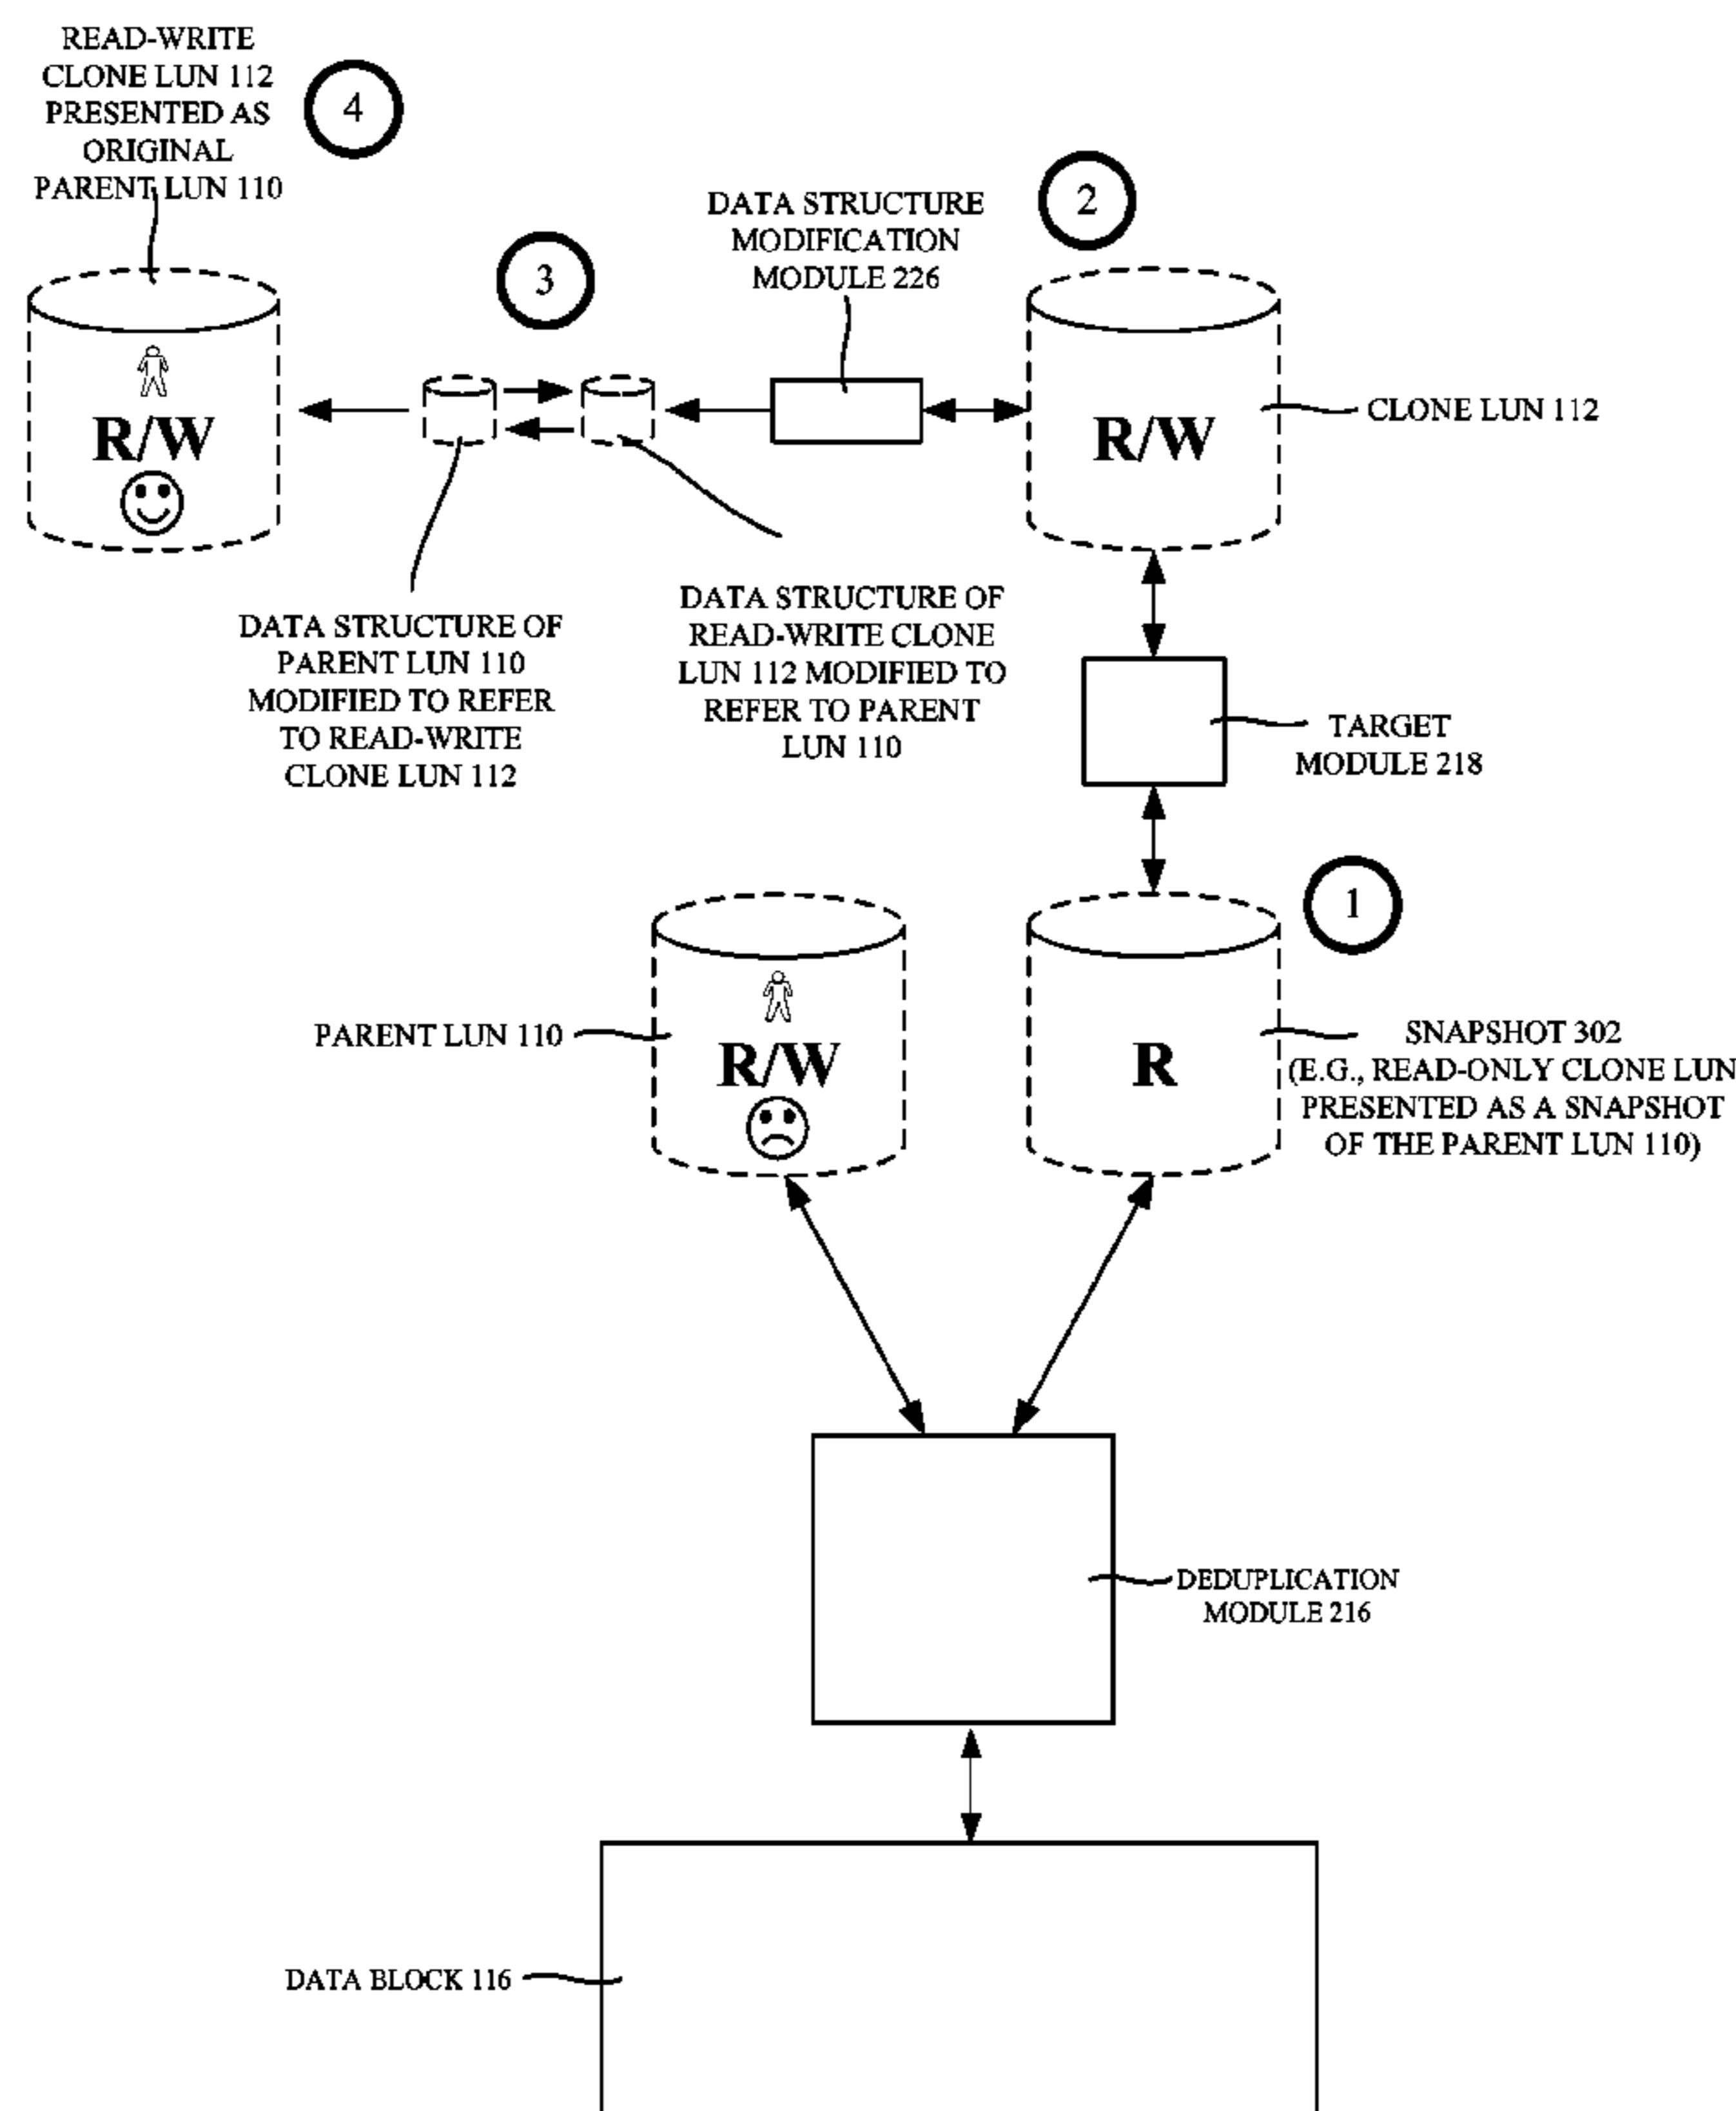 READ-WRITE
CLONE LUN 112
PRESENTED AS
ORIGINAL
PARENT LUN 110
4
3
DATA STRUCTURE
MODIFICATION
MODULE 226
2
R/W
R/W
CLONE LUN 112
DATA STRUCTURE OF
PARENT LUN 110
MODIFIED TO REFER
TO READ-WRITE
CLONE LUN 112
DATA STRUCTURE OF
READ-WRITE CLONE
LUN 112 MODIFIED TO
REFER TO PARENT
LUN 110
TARGET
MODULE 218
1
PARENT LUN 110
R/W
R
SNAPSHOT 302
(E.G., READ-ONLY CLONE LUN
PRESENTED AS A SNAPSHOT
OF THE PARENT LUN 110)
DEDUPLICATION
MODULE 216
DATA BLOCK 116